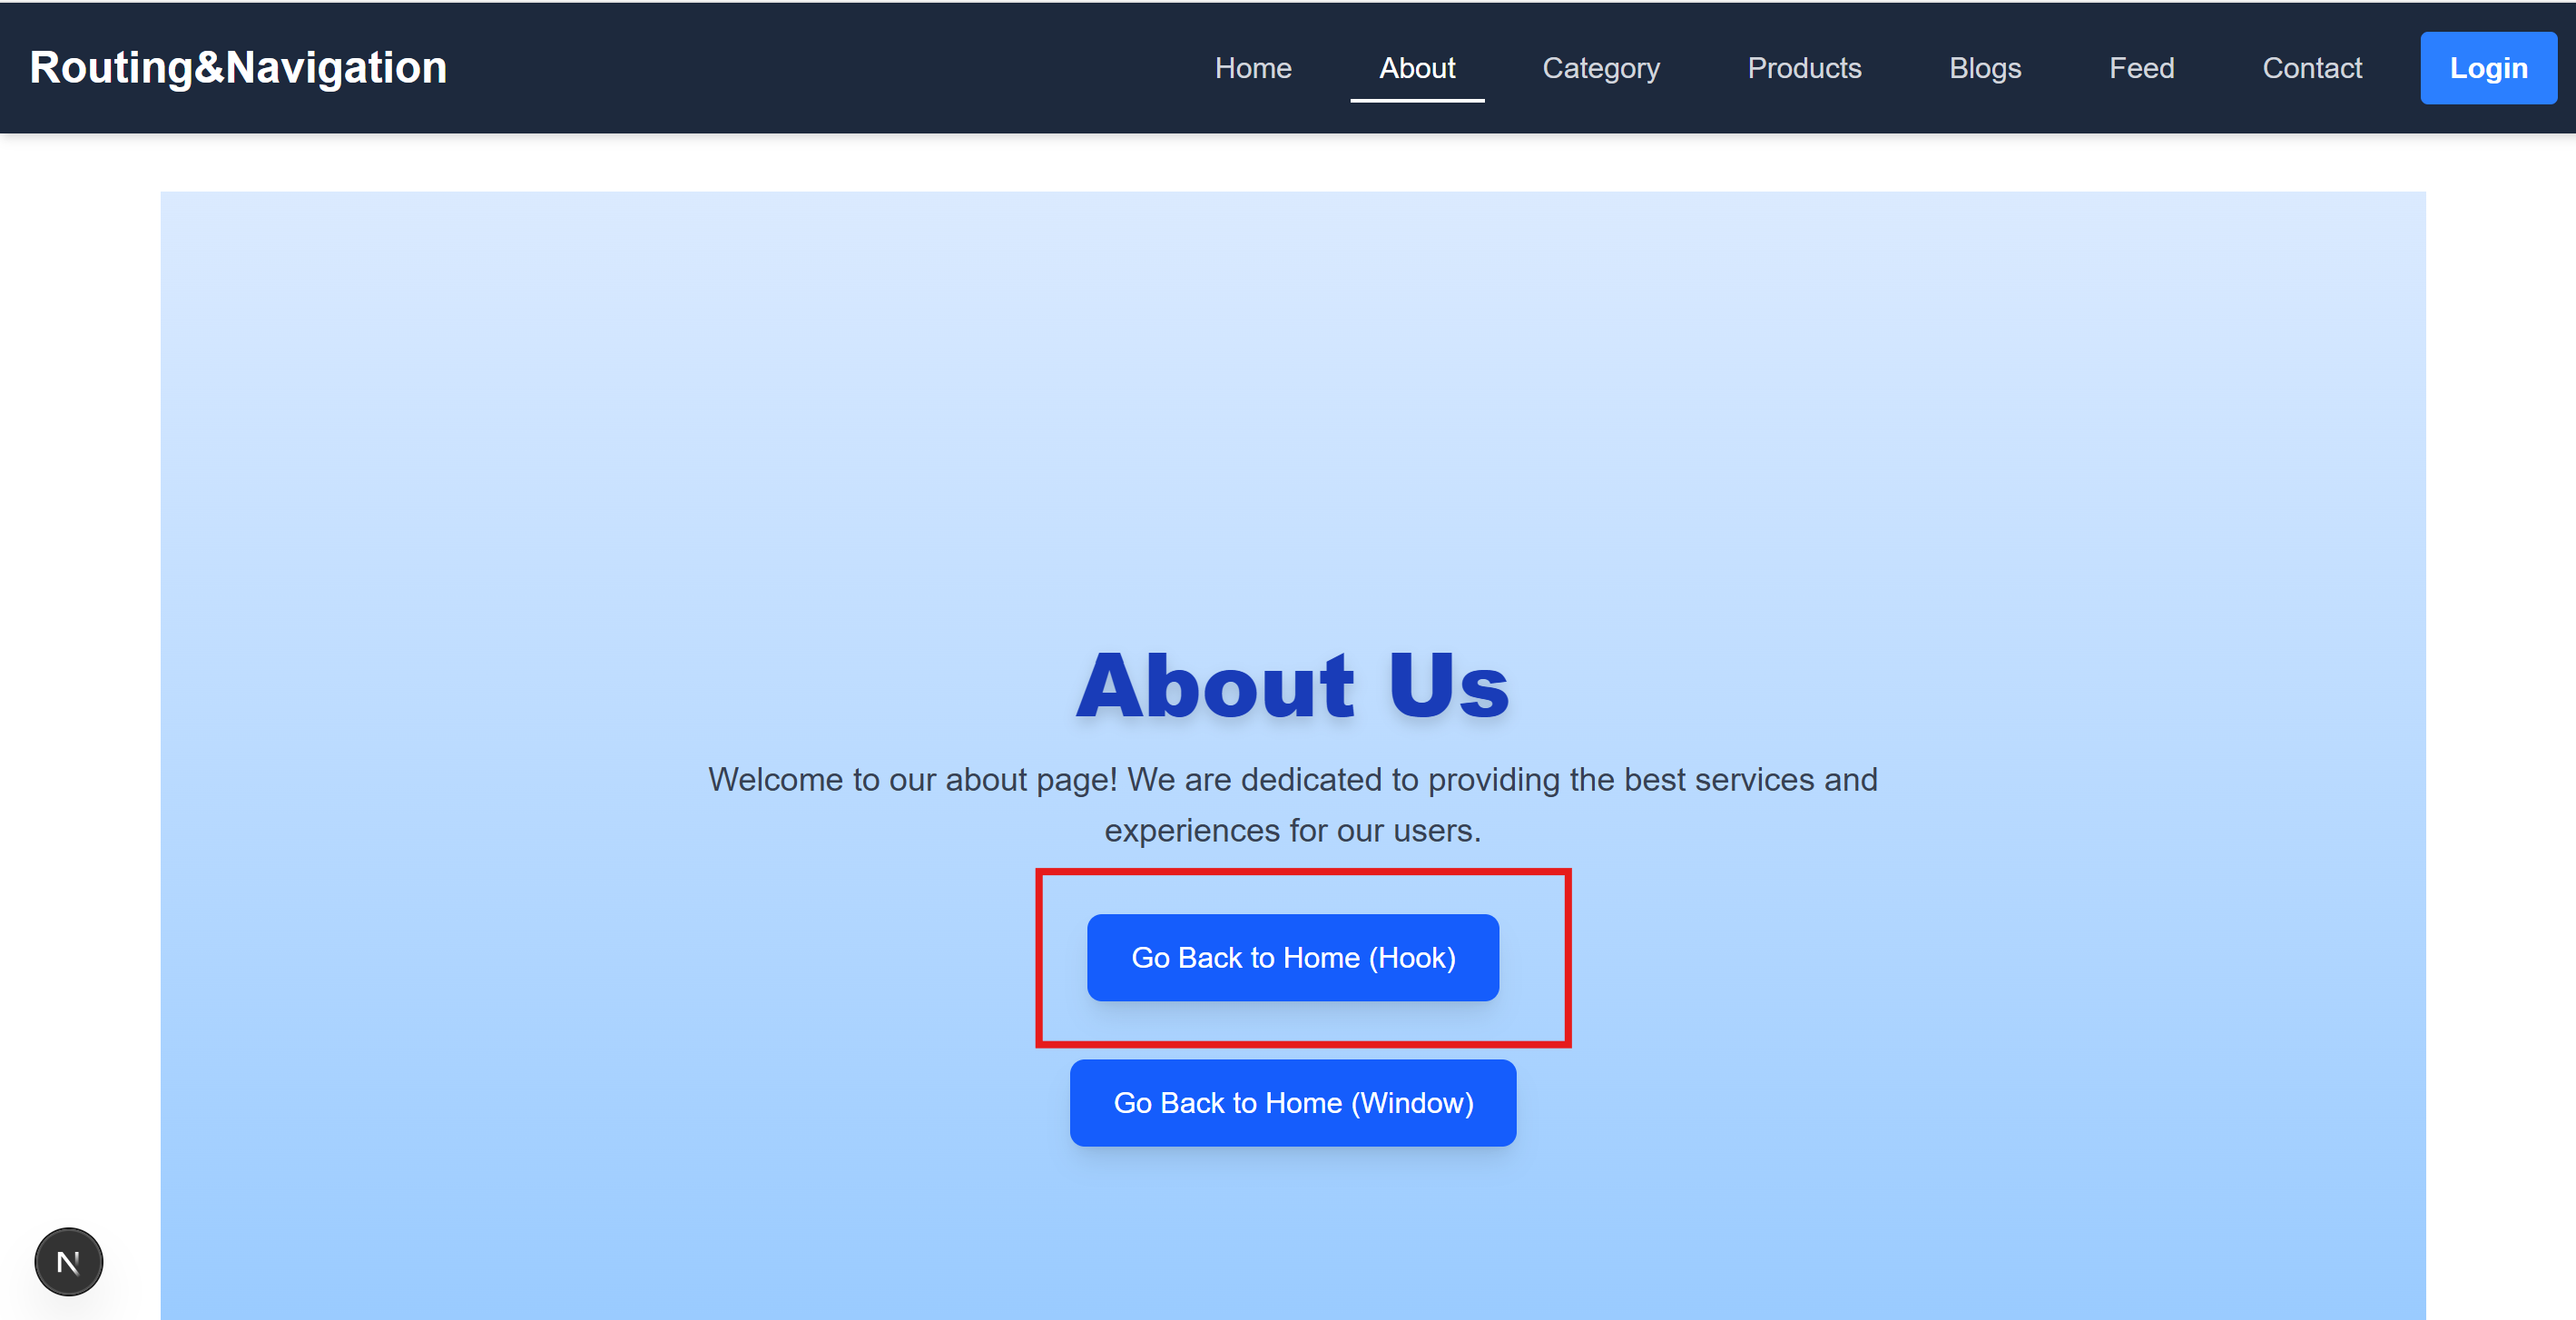 Routing&Navigation
Home About Category Products Blogs Feed Contact Login
About Us
Welcome to our about page! We are dedicated to providing the best services and
experiences for our users.
Go Back to Home (Hook)
Go Back to Home (Window)
N